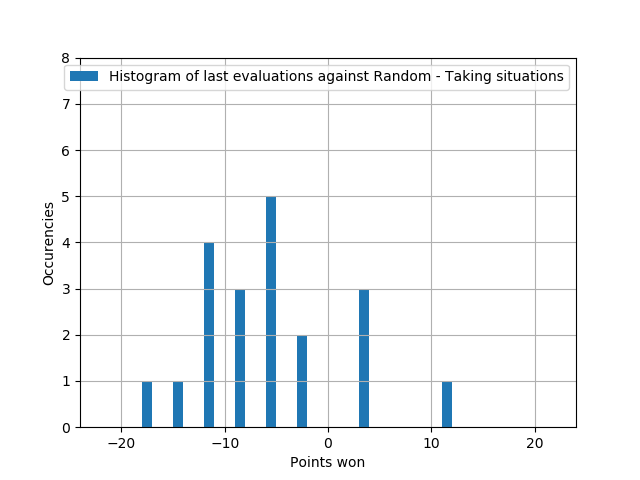 Histogram of last evaluations against Random - Taking situations
8
7
6
5
4
3
2
1
0
Occurencies
−20 −10 0 10 20
Points won